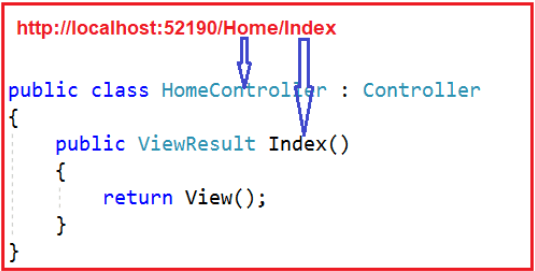 http://localhost:52190/Home/Index
public class HomeController : Controller
{
public ViewResult Index()
{
return View();
}
}